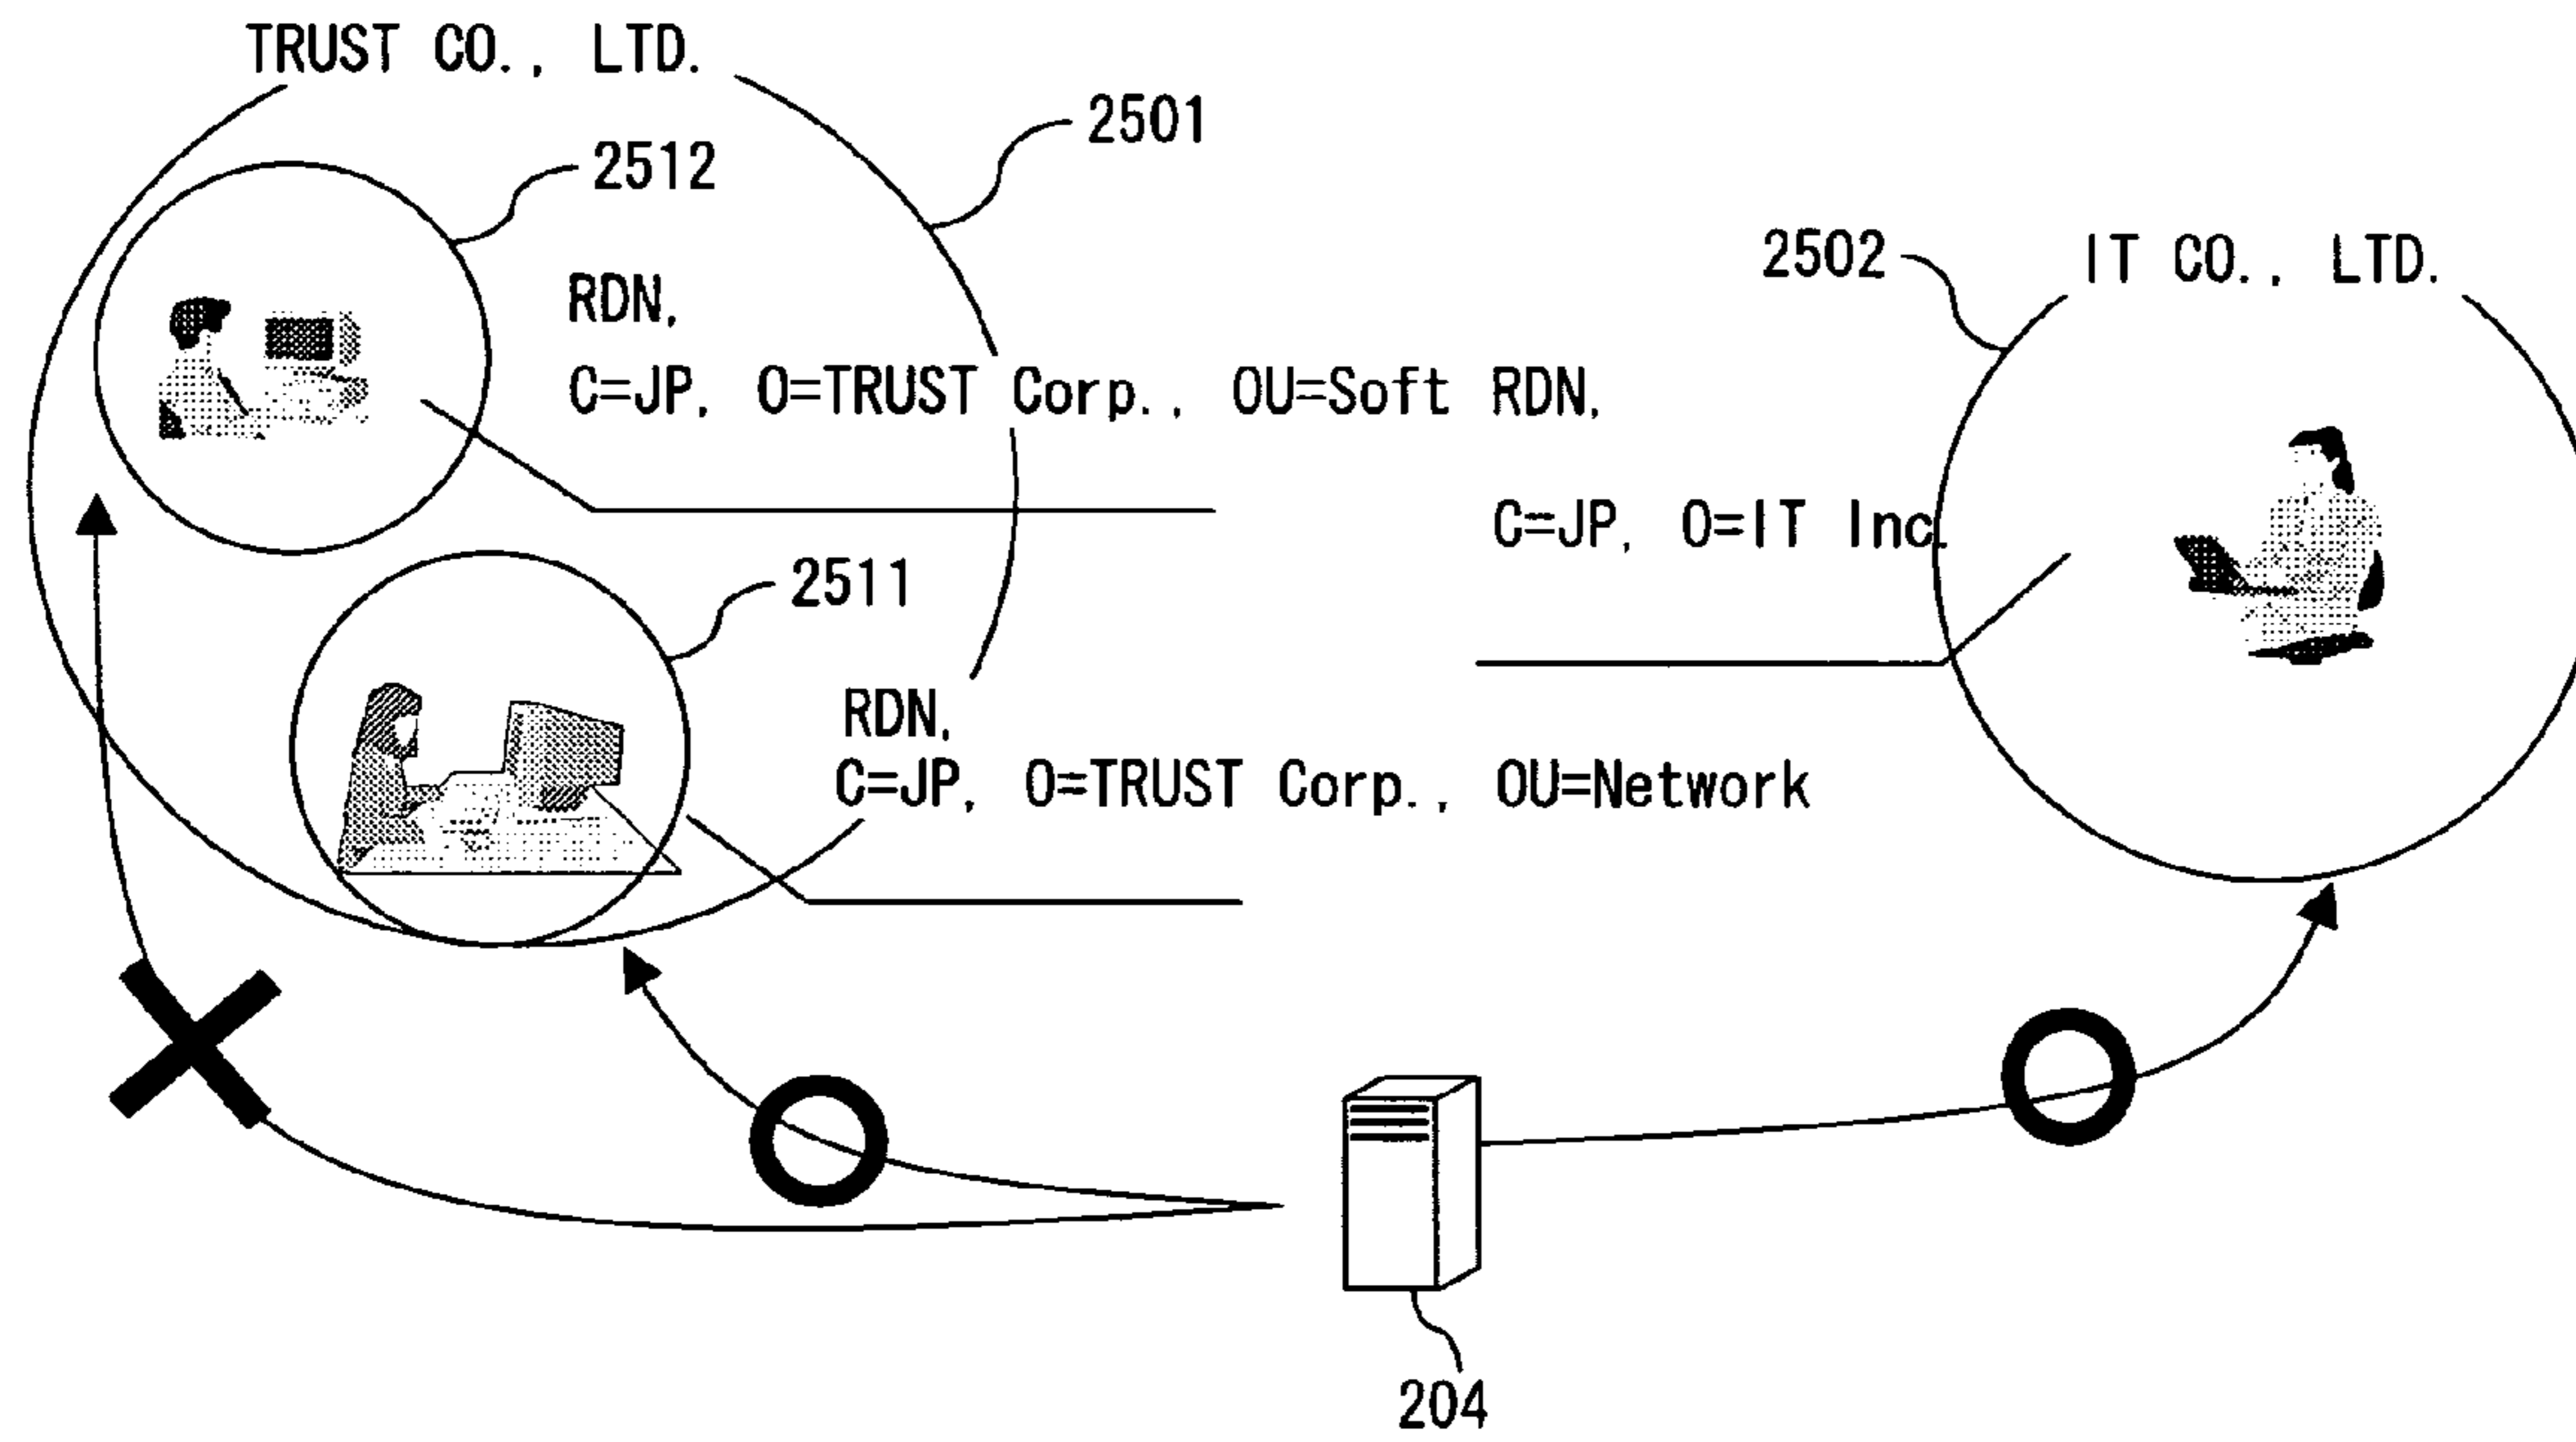 TRUST CO., LTD.
2501
2512
2502
IT CO., LTD.
RDN,
C=JP, O=TRUST Corp., OU=Soft
RDN,
C=JP, O=IT Inc.
2511
RDN,
C=JP, O=TRUST Corp., OU=Network
204